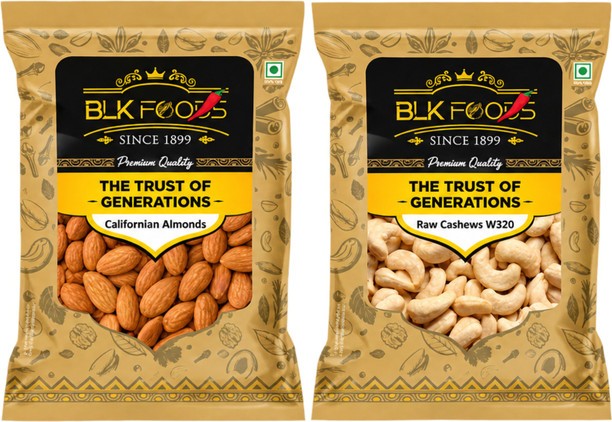 BLK FOODS
SINCE 1899
Premium Quality
THE TRUST OF
GENERATIONS
Californian Almonds
BLK FOODS
SINCE 1899
Premium Quality
THE TRUST OF
GENERATIONS
Raw Cashews W320